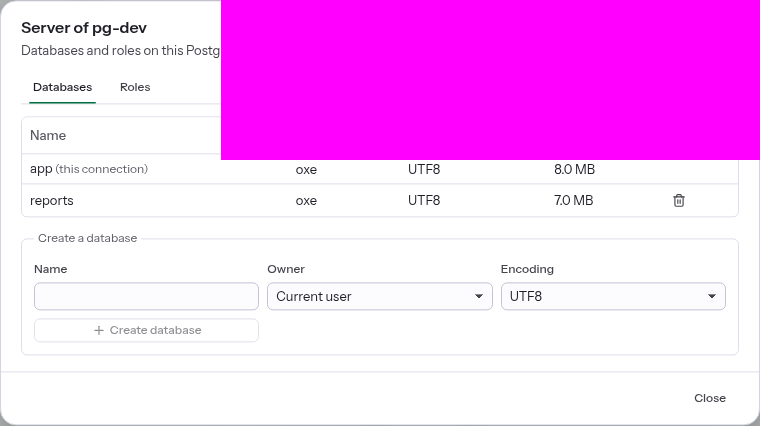 Server of pg-dev
Databases and roles on this
Databases Roles
Name
app (this connection) oxe UTF8 8.0 MB
reports oxe UTF8 7.0 MB
Create a database
Name Owner Encoding
Current user UTF8
Create database
Close